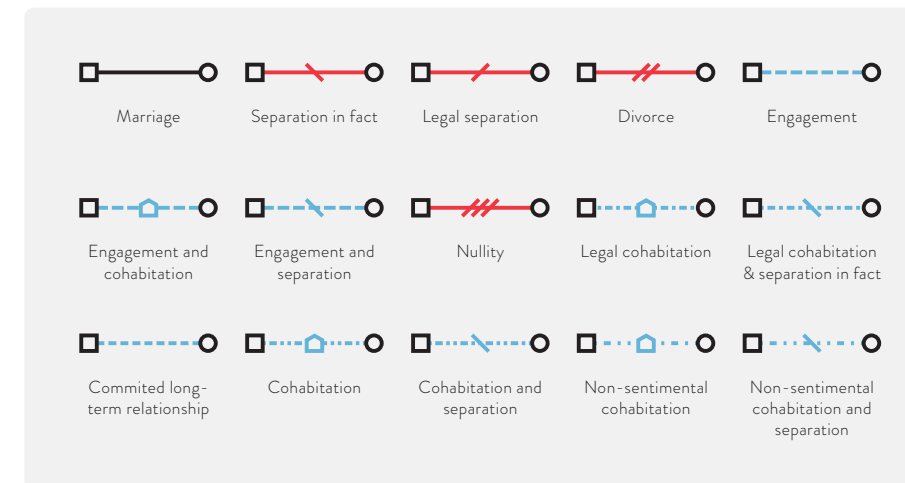 Marriage
Separation in fact
Legal separation
Divorce
Engagement
Engagement and
cohabitation
Engagement and
separation
Nullity
Legal cohabitation
Legal cohabitation
& separation in fact
Commited long-
term relationship
Cohabitation
Cohabitation and
separation
Non-sentimental
cohabitation
Non-sentimental
cohabitation and
separation